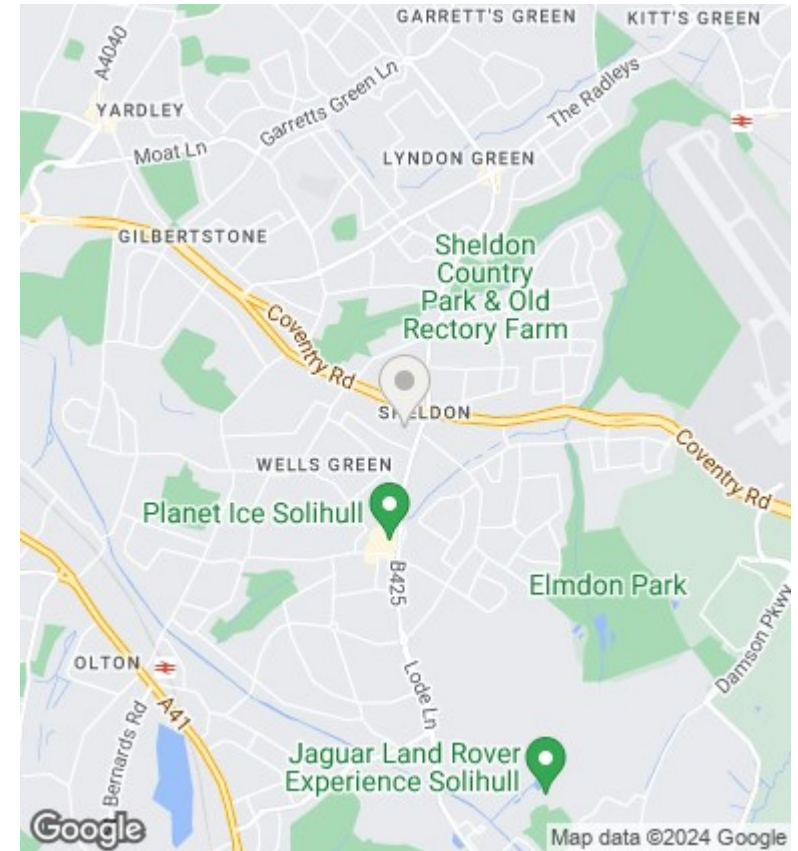 GARRETT'S GREEN
KITT'S GREEN
A4040
Garretts Green Ln
The Radleys
YARDLEY
Moat Ln
LYNDON GREEN
GILBERTSTONE
Sheldon
Country
Park & Old
Rectory Farm
Coventry Rd
SHELDON
Coventry Rd
WELLS GREEN
Planet Ice Solihull
B425
Elmdon Park
Damson Pkwy
OLTON
Lode Ln
A41
Bernards Rd
Jaguar Land Rover
Experience Solihull
Google
Map data ©2024 Google